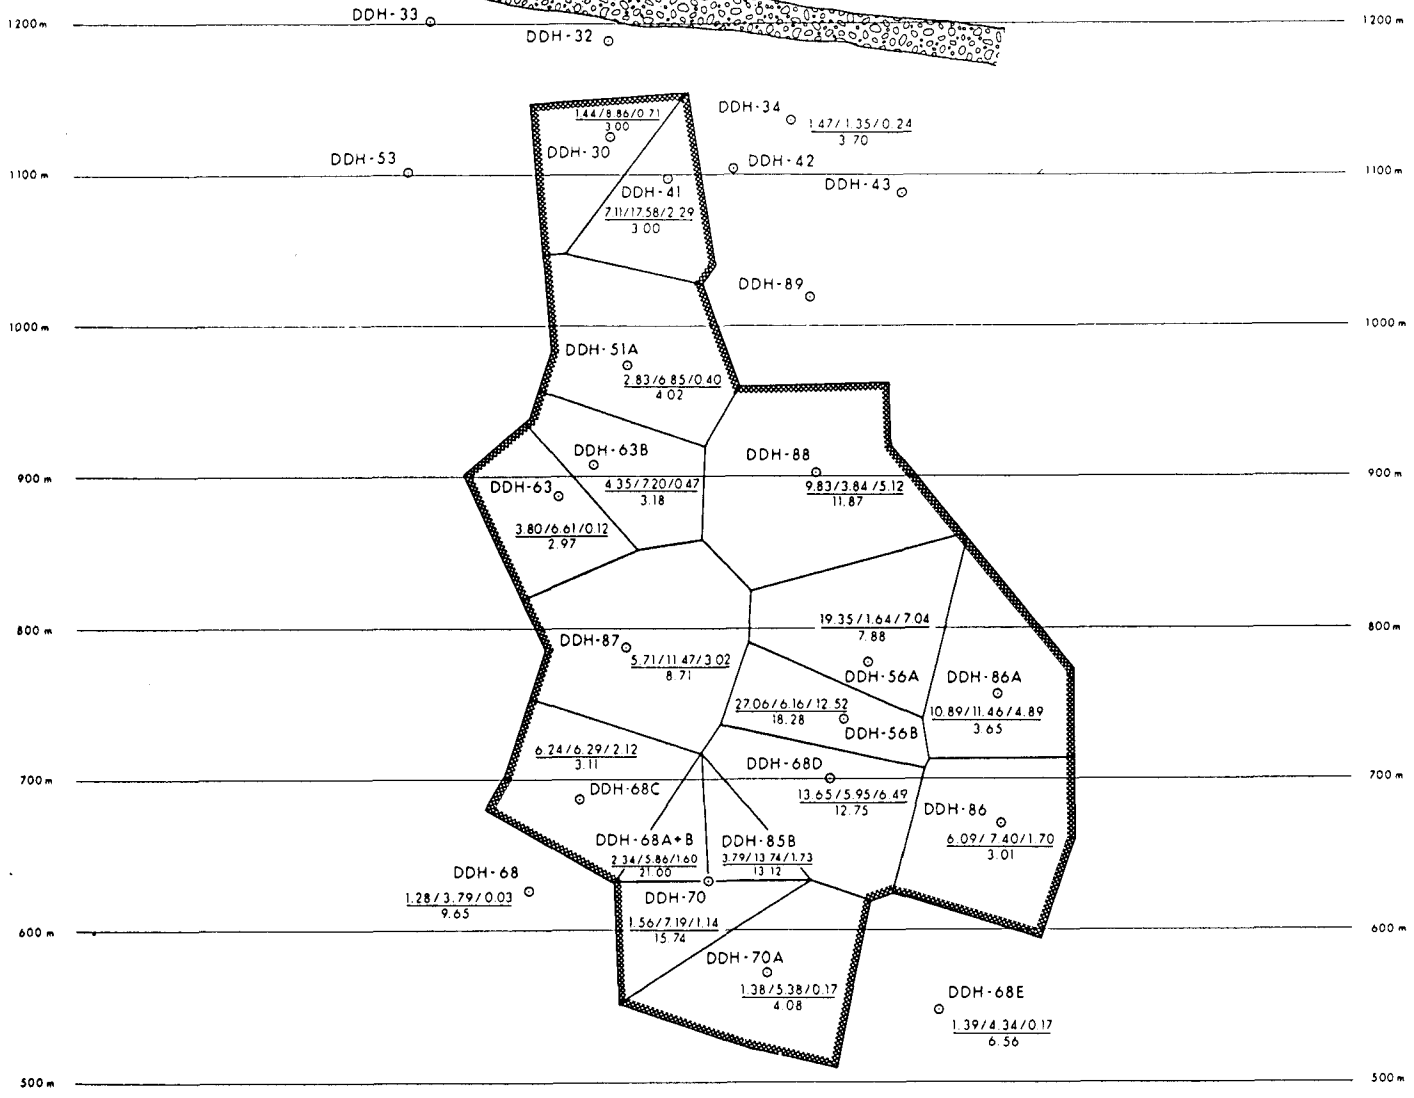 1200 m
DDH-33
1200 m
DDH-32
DDH-34
1.44/8.86/0.71
3.00
1.47/1.35/0.24
3.70
DDH-30
DDH-53
DDH-42
1100 m
1100 m
DDH-43
DDH-41
7.11/17.58/2.29
3.00
DDH-89
1000 m
1000 m
DDH-51A
2.83/6.85/0.40
4.02
DDH-63B
DDH-88
900 m
900 m
DDH-63
4.35/7.20/0.47
3.18
9.83/3.84/5.12
11.87
3.80/6.61/0.12
2.97
800 m
800 m
19.35/1.64/7.04
7.88
DDH-87
5.71/11.47/3.02
8.71
DDH-56A
DDH-86A
27.06/6.16/12.52
18.28
10.89/11.46/4.89
3.65
DDH-56B
6.24/6.29/2.12
3.11
DDH-68D
700 m
700 m
DDH-68C
13.65/5.95/6.49
12.75
DDH-86
6.09/7.40/1.70
3.01
DDH-68A+B
DDH-85B
2.34/5.86/1.60
21.00
3.79/13.74/1.73
13.12
DDH-68
1.28/3.79/0.03
9.65
DDH-70
1.56/7.19/1.14
15.74
600 m
600 m
DDH-70A
1.38/5.38/0.17
4.08
DDH-68E
1.39/4.34/0.17
6.56
500 m
500 m